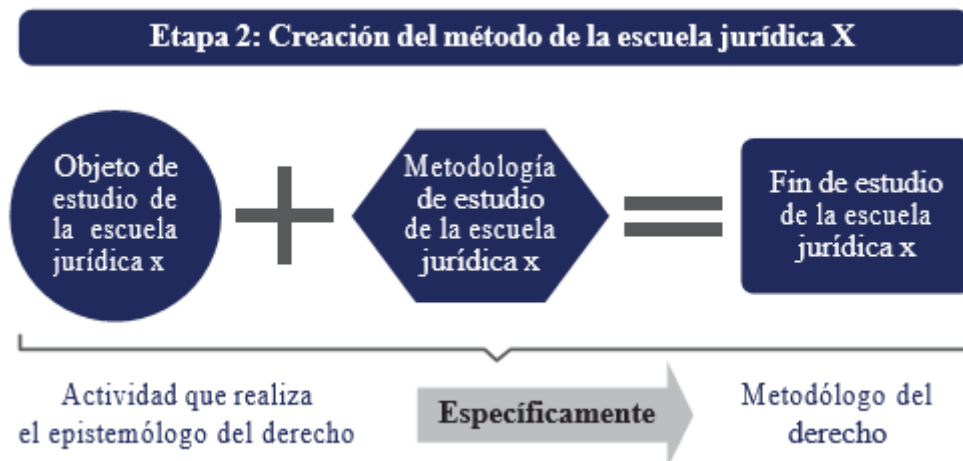 Etapa 2: Creación del método de la escuela jurídica X
Objeto de
estudio de
la escuela
jurídica x
+
Metodología
de estudio
de la escuela
jurídica x
=
Fin de estudio
de la escuela
jurídica x
Actividad que realiza
el epistemólogo del derecho
Específicamente
Metodólogo del
derecho